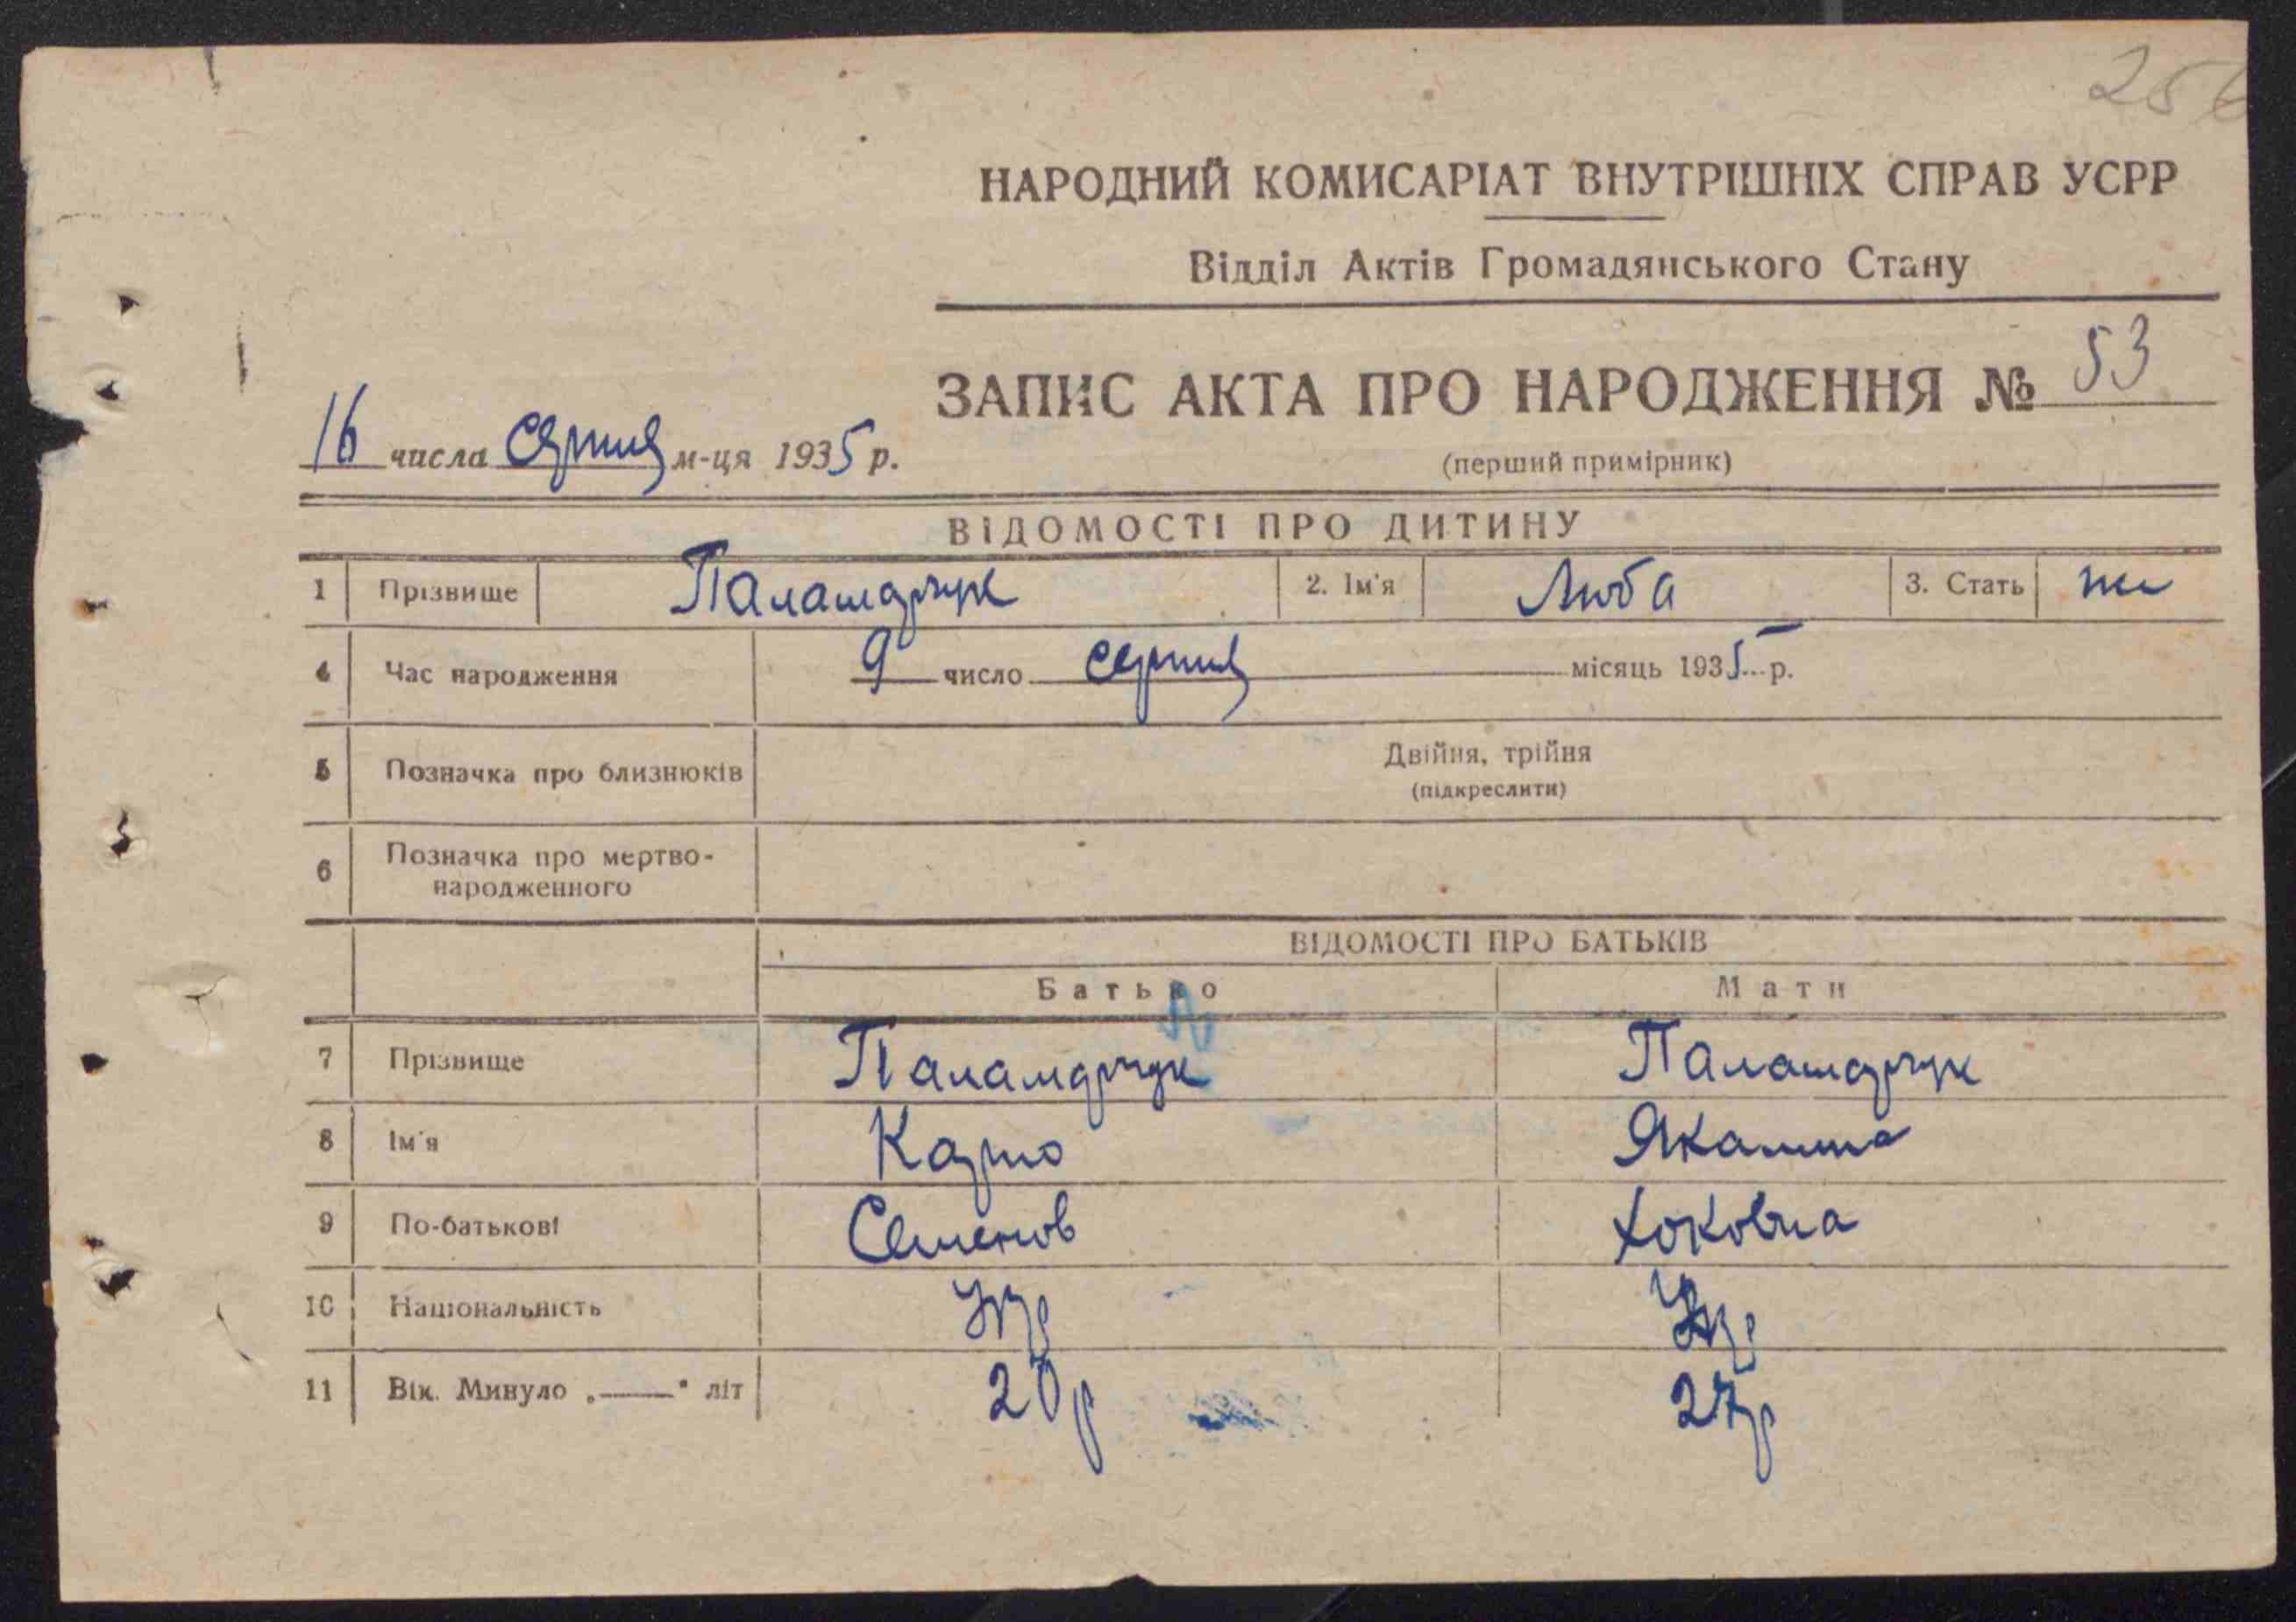 256
НАРОДНИЙ КОМИСАРІАТ ВНУТРІШНІХ СПРАВ УСРР
Відділ Актів Громадянського Стану
ЗАПИС АКТА ПРО НАРОДЖЕННЯ № 53
16 числа Серпня м-ця 1935 р.
(перший примірник)
ВІДОМОСТІ ПРО ДИТИНУ
1 Прізвище Паламарчук 2. Ім'я Люба 3. Стать жі
4 Час народження 9 число серпня місяць 1935 р.
5 Позначка про близнюків Двійня, трійня
(підкреслити)
6 Позначка про мертво-
народженного
ВІДОМОСТІ ПРО БАТЬКІВ
Батько Мати
7 Прізвище Паламарчук Паламарчук
8 Ім'я Карпо
9 По-батькові Семенов
10 Національність Укр Укр
11 Вік. Минуло „——" літ 20р 27р